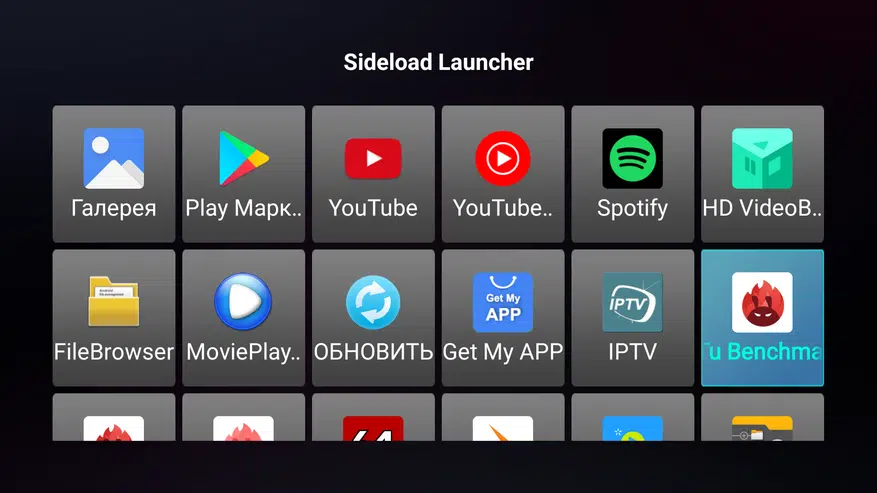 Sideload Launcher
Галерея
Play Марк..
YouTube
YouTube..
Spotify
HD VideoB..
FileBrowser
MoviePlay..
ОБНОВИТЬ
Get My
APP
Get My APP
IPTV
IPTV
Tu Benchma
64